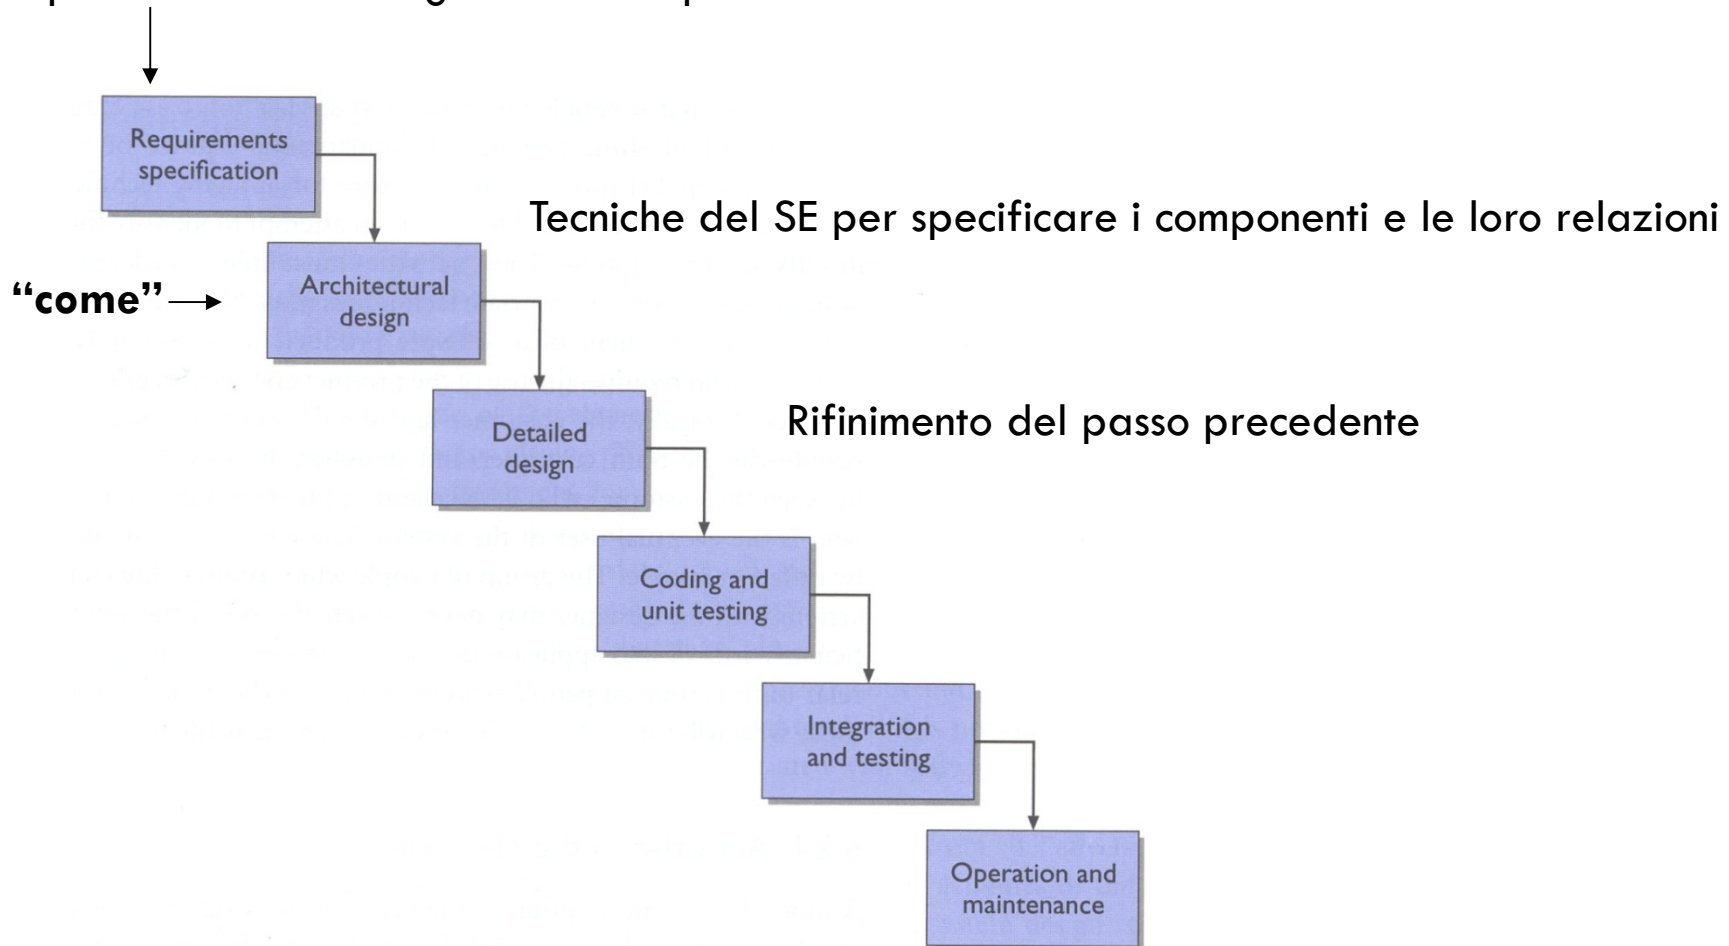 Requirements
specification
Tecniche del SE per specificare i componenti e le loro relazioni
“come”
Architectural
design
Detailed
design
Rifinimento del passo precedente
Coding and
unit testing
Integration
and testing
Operation and
maintenance